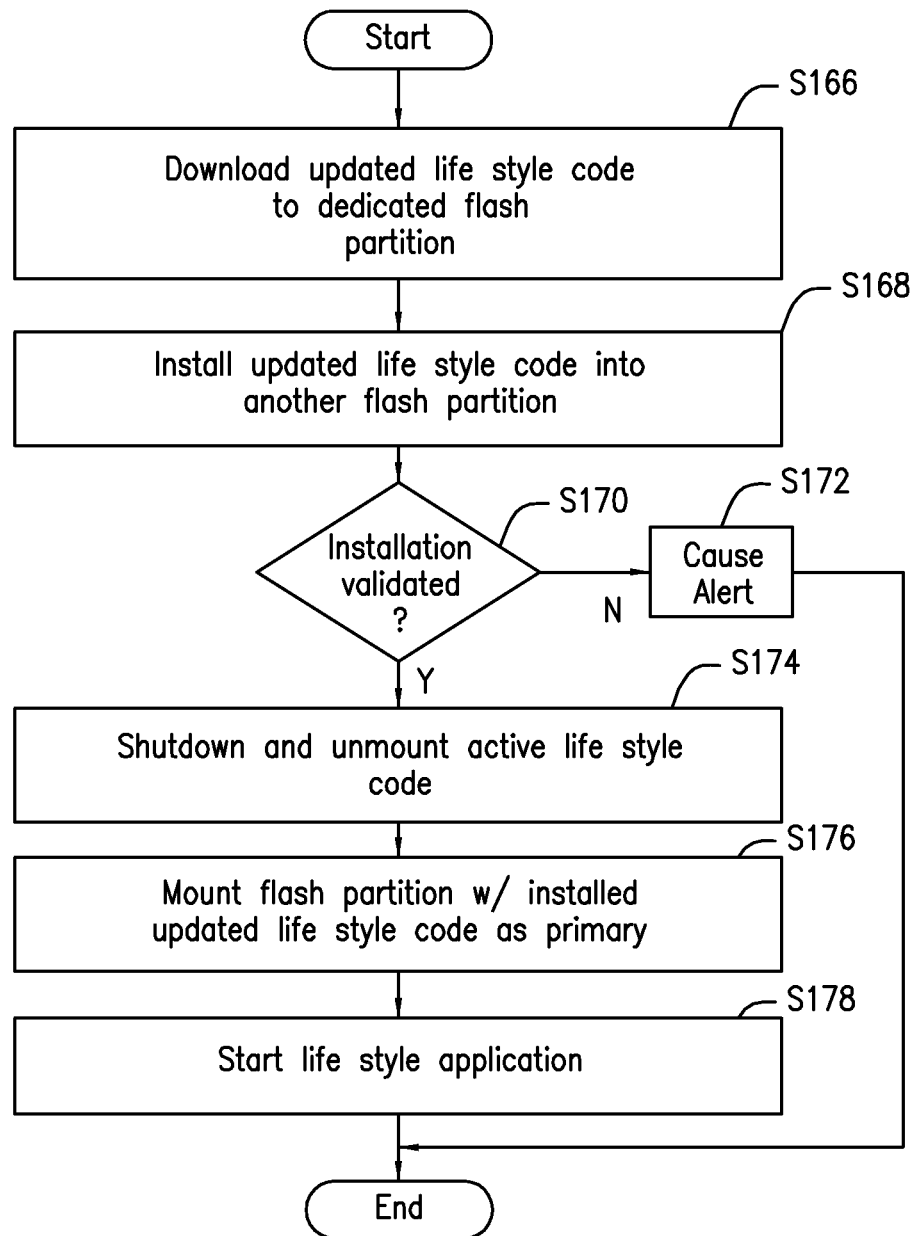 Start
S166
Download updated life style code
to dedicated flash
partition
S168
Install updated life style code into
another flash partition
S170
Installation
validated
?
S172
Cause
Alert
N
Y
S174
Shutdown and unmount active life style
code
S176
Mount flash partition w/ installed
updated life style code as primary
S178
Start life style application
End